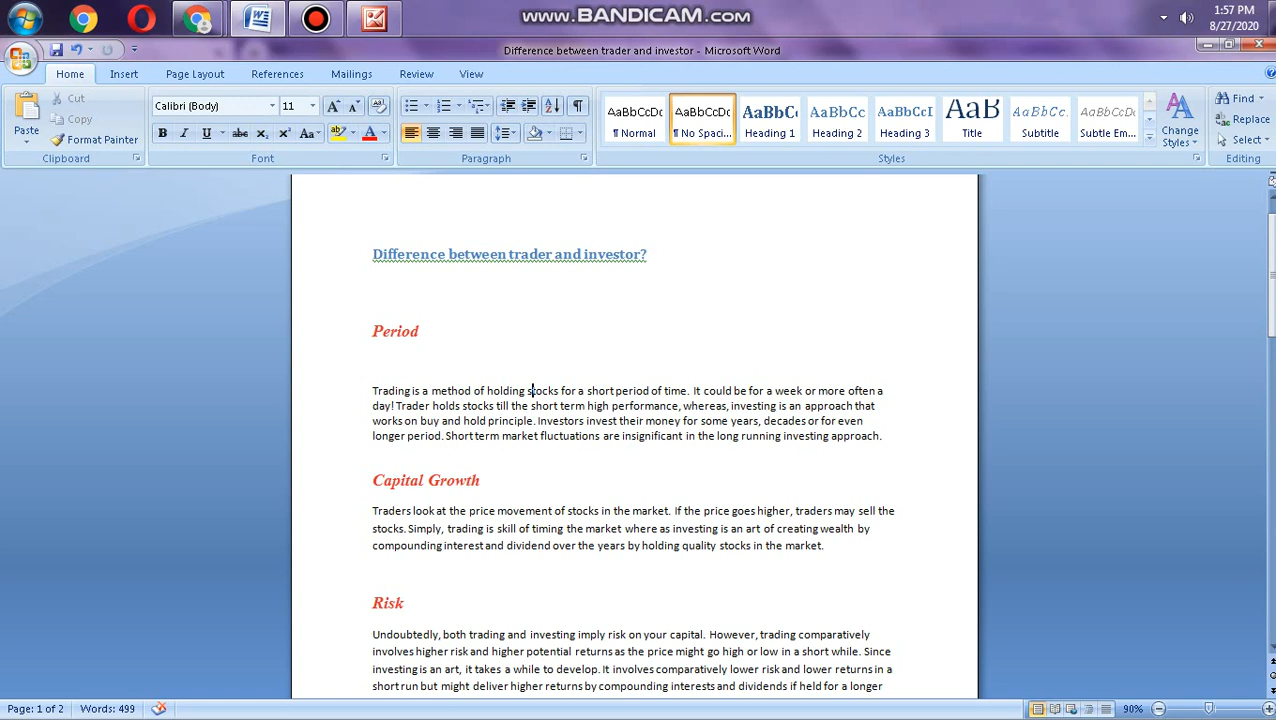 www.BANDICAM.com
1:57 PM
8/27/2020
Difference between trader and investor - Microsoft Word
Home Insert Page Layout References Mailings Review View
Paste
Cut
Copy
Format Painter
Clipboard
Calibri (Body) 11
Font
Paragraph
AaBbCcDc AaBbCcDc AaBbCc AaBbCc AaBbCcI AaB AaBbCc. AaBbCcDc
¶ Normal ¶ No Spaci... Heading 1 Heading 2 Heading 3 Title Subtitle Subtle Em...
Change
Styles
Styles
Find
Replace
Select
Editing
Difference between trader and investor?
Period
Trading is a method of holding stocks for a short period of time. It could be for a week or more often a
day! Trader holds stocks till the short term high performance, whereas, investing is an approach that
works on buy and hold principle. Investors invest their money for some years, decades or for even
longer period. Short term market fluctuations are insignificant in the long running investing approach.
Capital Growth
Traders look at the price movement of stocks in the market. If the price goes higher, traders may sell the
stocks. Simply, trading is skill of timing the market where as investing is an art of creating wealth by
compounding interest and dividend over the years by holding quality stocks in the market.
Risk
Undoubtedly, both trading and investing imply risk on your capital. However, trading comparatively
involves higher risk and higher potential returns as the price might go high or low in a short while. Since
investing is an art, it takes a while to develop. It involves comparatively lower risk and lower returns in a
short run but might deliver higher returns by compounding interests and dividends if held for a longer
Page: 1 of 2 Words: 499 90%